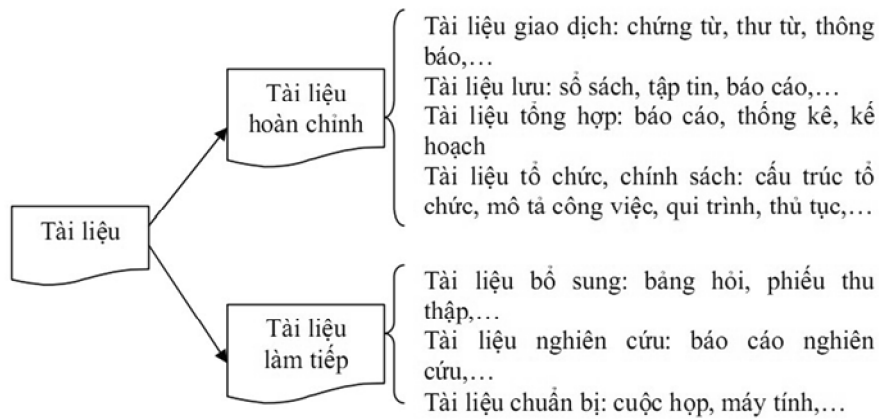 Tài liệu
Tài liệu
hoàn chỉnh
Tài liệu giao dịch: chứng từ, thư từ, thông
báo,…
Tài liệu lưu: sổ sách, tập tin, báo cáo,…
Tài liệu tổng hợp: báo cáo, thống kê, kế
hoạch
Tài liệu tổ chức, chính sách: cấu trúc tổ
chức, mô tả công việc, qui trình, thủ tục,…
Tài liệu
làm tiếp
Tài liệu bổ sung: bảng hỏi, phiếu thu
thập,…
Tài liệu nghiên cứu: báo cáo nghiên
cứu,…
Tài liệu chuẩn bị: cuộc họp, máy tính,…